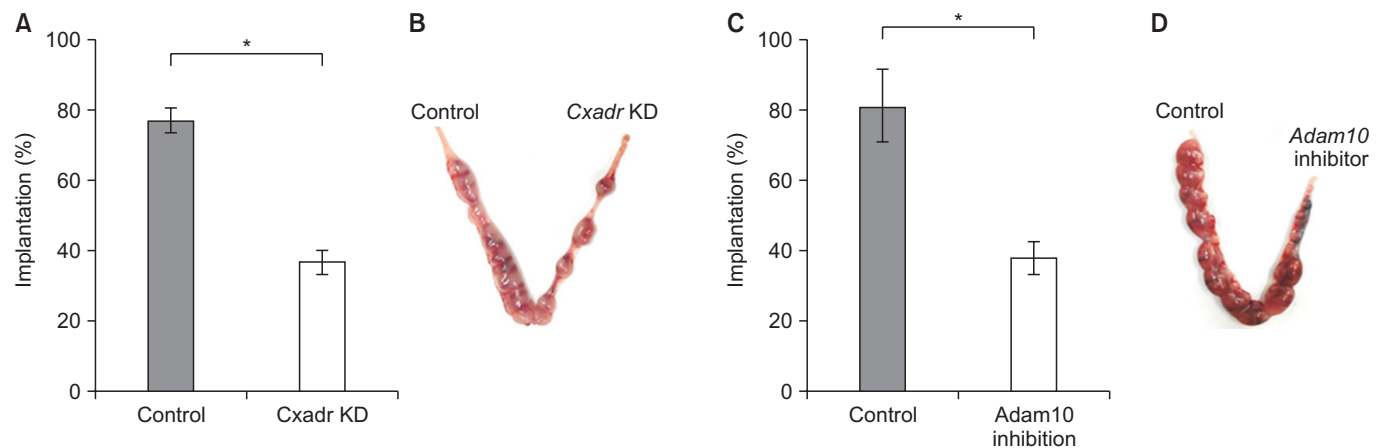 A
Implantation (%)
100
80
60
40
20
0
*
Control
Cxadr KD
B
Control
Cxadr KD
C
Implantation (%)
100
80
60
40
20
0
*
Control
Adam10
inhibition
D
Control
Adam10
inhibitor